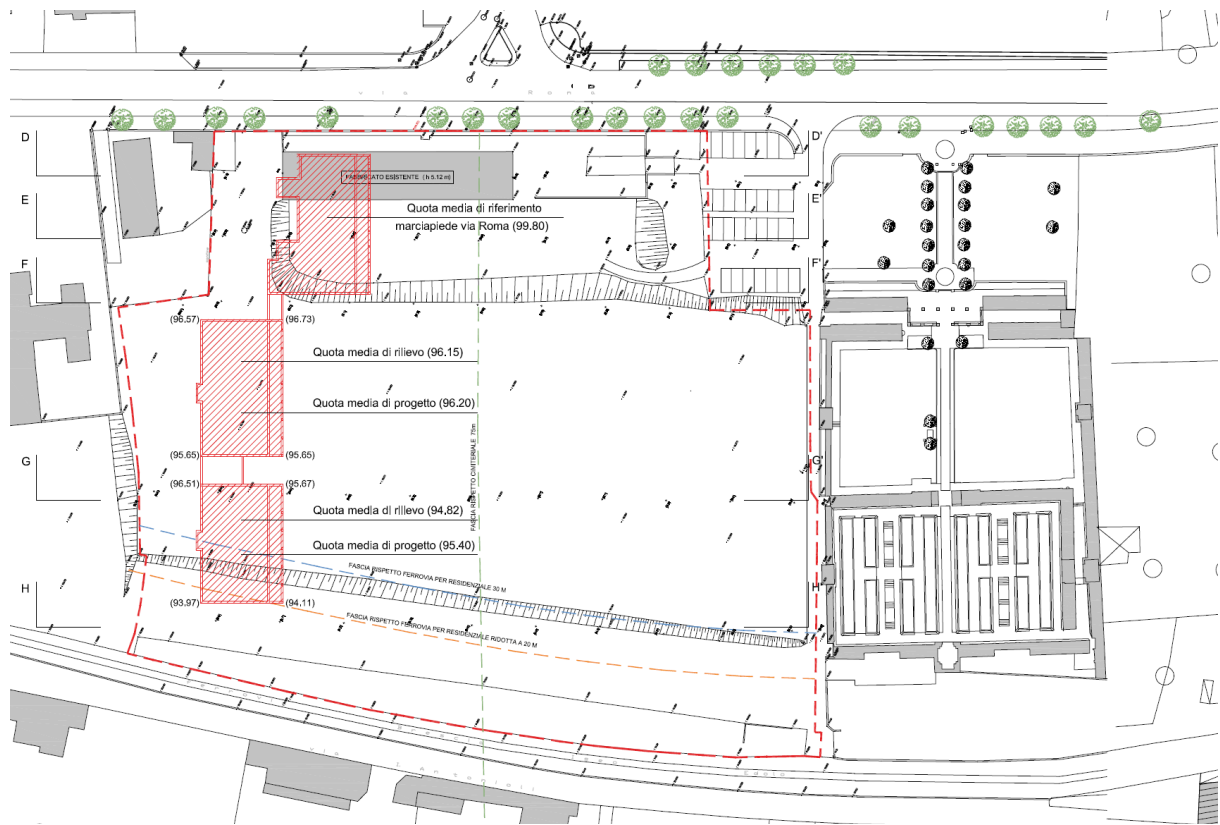 via Roma
D
D'
FABBRICATO ESISTENTE ( h 5.12 m)
E
E'
Quota media di riferimento
marciapiede via Roma (99.80)
F
F'
(96.57)
(96.73)
Quota media di rilievo (96.15)
Quota media di progetto (96.20)
FASCIA RISPETTO CIMITERIALE 75m
(95.65)
(95.65)
G
G'
(96.51)
(95.67)
Quota media di rilievo (94.82)
Quota media di progetto (95.40)
FASCIA RISPETTO FERROVIA PER RESIDENZIALE 30 M
H
H'
(93.97)
(94.11)
FASCIA RISPETTO FERROVIA PER RESIDENZIALE RIDOTTA A 20 M
via